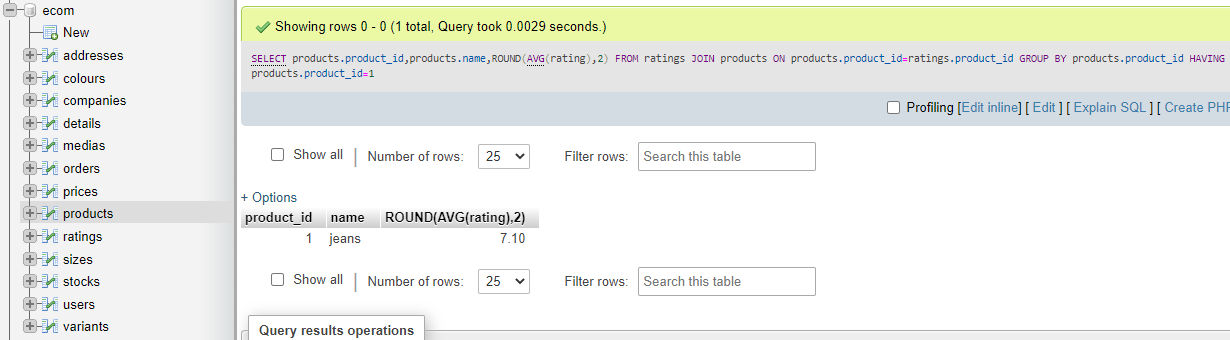 ecom
New
addresses
colours
companies
details
medias
orders
prices
products
ratings
sizes
stocks
users
variants
Showing rows 0 - 0 (1 total, Query took 0.0029 seconds.)
SELECT products.product_id,products.name,ROUND(AVG(rating),2) FROM ratings JOIN products ON products.product_id=ratings.product_id GROUP BY products.product_id HAVING
products.product_id=1
Profiling [Edit inline] [ Edit ] [ Explain SQL ] [ Create PHP
Show all Number of rows: 25 Filter rows: Search this table
+ Options
product_id name ROUND(AVG(rating),2)
1 jeans 7.10
Show all Number of rows: 25 Filter rows: Search this table
Query results operations